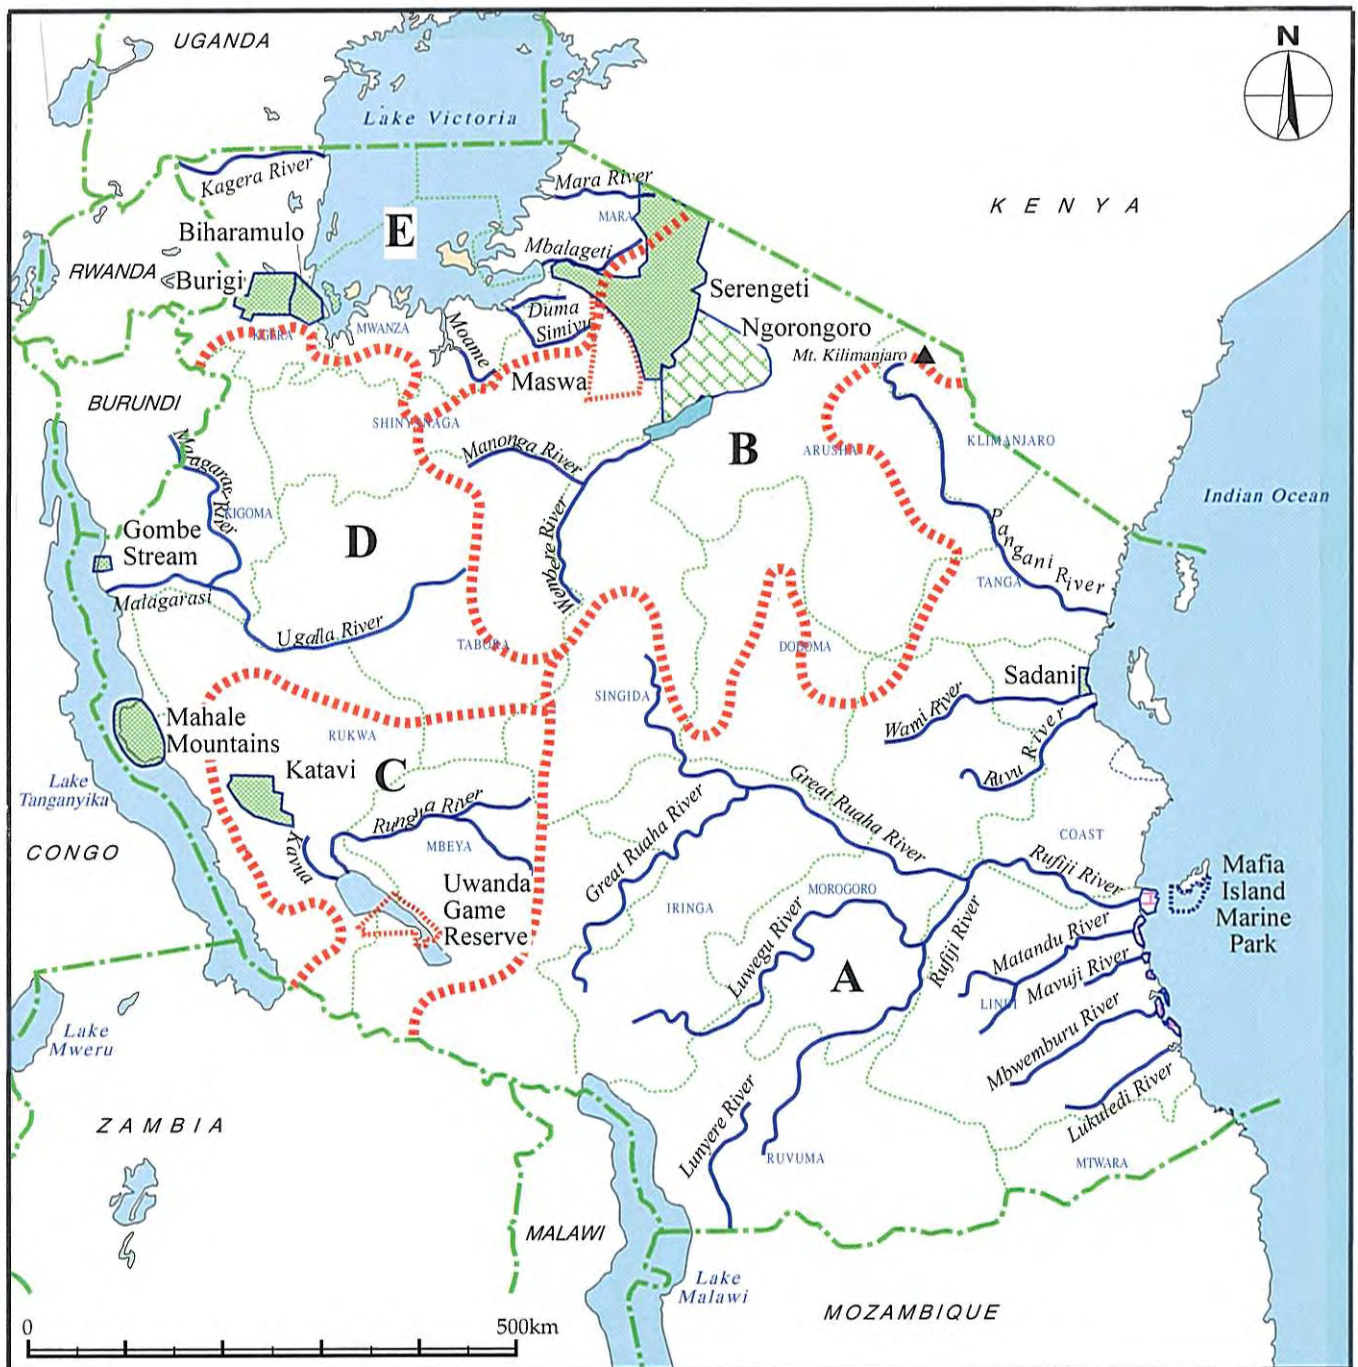 UGANDA
N
Lake Victoria
Kagera River
Mara River
MARA
KENYA
Biharamulo
E
Mbalageti
RWANDA
Burigi
Serengeti
KGERA
MWANZA
Moame
Duma
Simiyu
Ngorongoro
Mt. Kilimanjaro
Maswa
BURUNDI
SHINYANAGA
Manonga River
B
ARUSHA
KLIMANJARO
Indian Ocean
KIGOMA
Gombe
Stream
D
Wembere River
Pangani River
TANGA
Malagarasi
Ugalla River
TABORA
DODOMA
Sadani
SINGIDA
Wami River
Ruvu River
Mahale
Mountains
RUKWA
Katavi
C
Lake
Tanganyika
Rungwa River
Great Ruaha River
Great Ruaha River
COAST
CONGO
Kavua
MBEYA
Rufiji River
Mafia
Island
Marine
Park
Uwanda
Game
Reserve
IRINGA
MOROGORO
Luwegu River
A
Rufiji River
Matandu River
LINDI
Mavuji River
Lake
Mweru
Mbwemburu River
ZAMBIA
Lunyere River
Lukuledi River
RUVUMA
MTWARA
MALAWI
Lake
Malawi
MOZAMBIQUE
0
500km